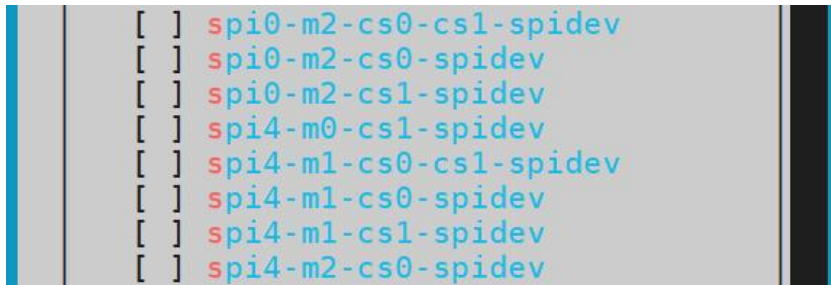 [ ] spi0-m2-cs0-cs1-spidev
[ ] spi0-m2-cs0-spidev
[ ] spi0-m2-cs1-spidev
[ ] spi4-m0-cs1-spidev
[ ] spi4-m1-cs0-cs1-spidev
[ ] spi4-m1-cs0-spidev
[ ] spi4-m1-cs1-spidev
[ ] spi4-m2-cs0-spidev